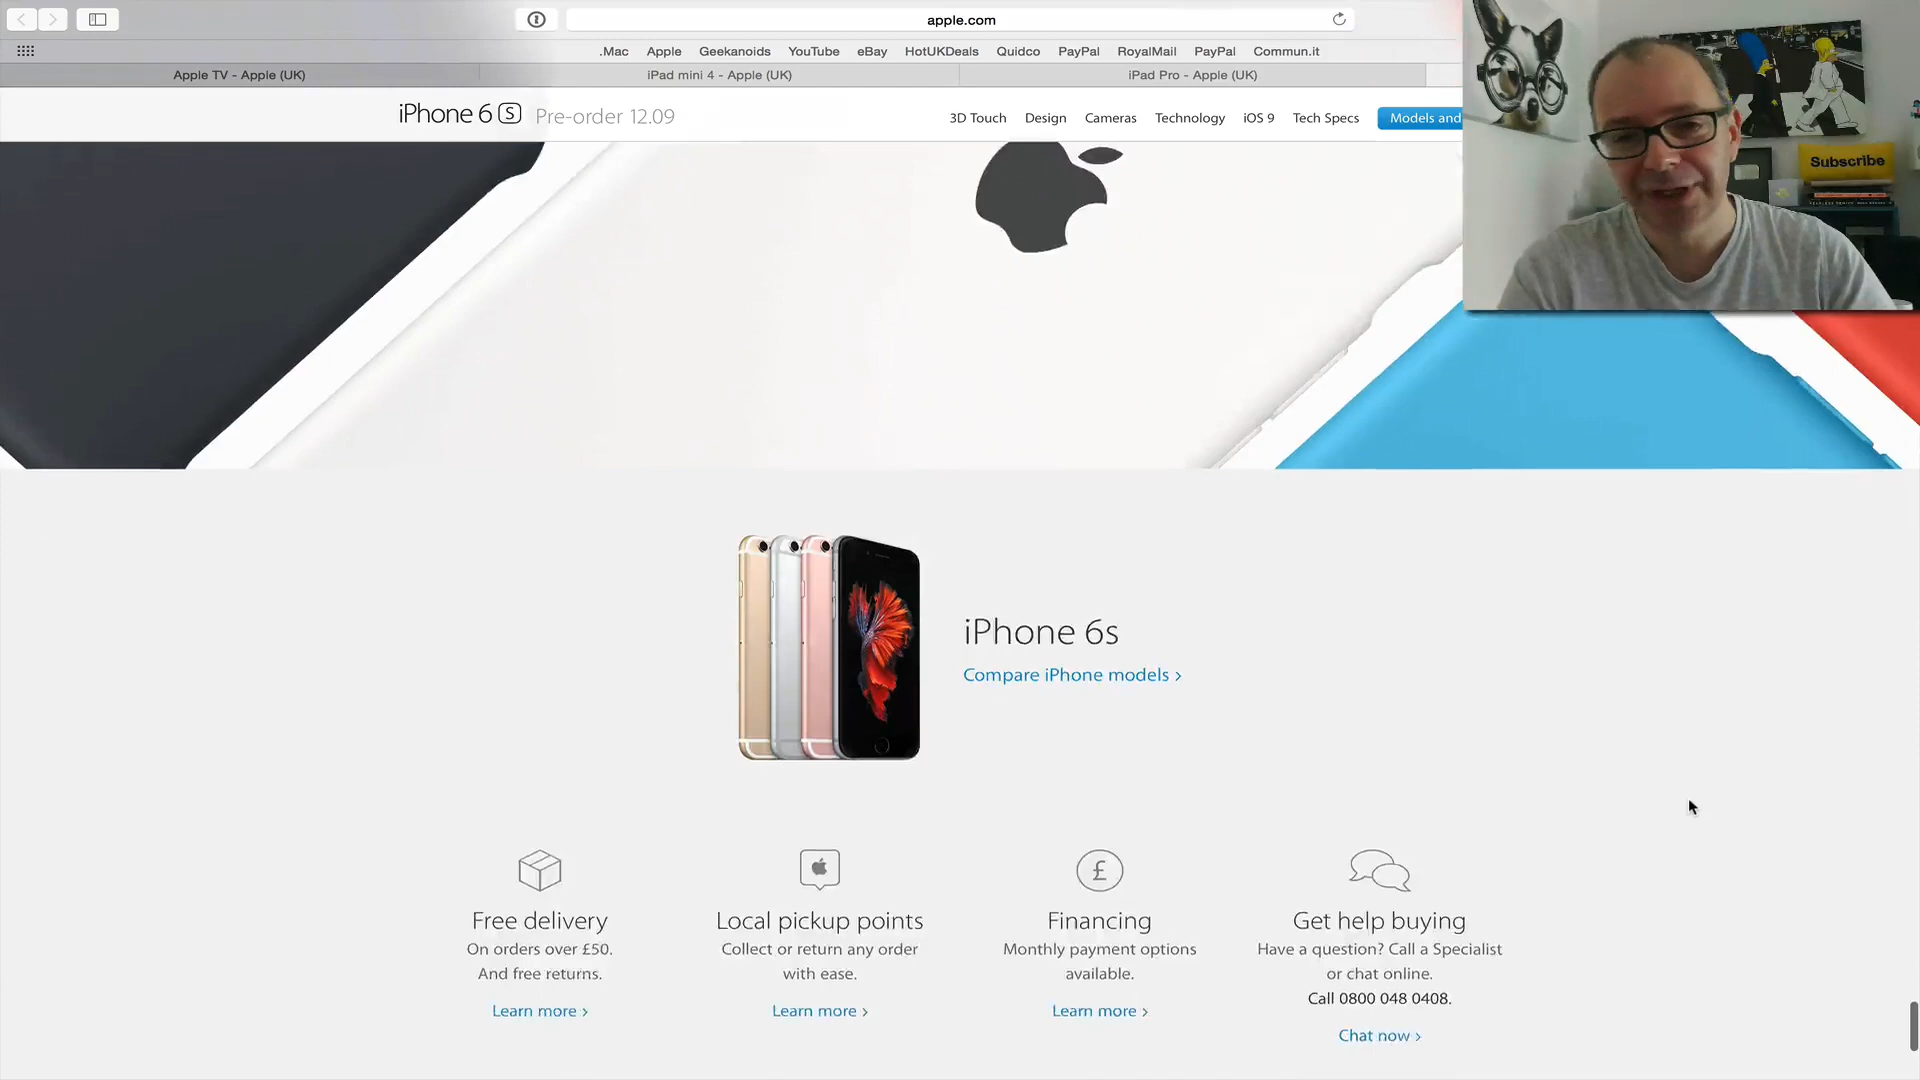 apple.com
.Mac Apple Geekanoids YouTube eBay HotUKDeals Quidco PayPal RoyalMail PayPal Commun.it
Apple TV - Apple (UK) iPad mini 4 - Apple (UK) iPad Pro - Apple (UK)
iPhone 6 S Pre-order 12.09 3D Touch Design Cameras Technology iOS 9 Tech Specs Models and
Subscribe
iPhone 6s
Compare iPhone models >
Free delivery
On orders over £50.
And free returns.
Learn more >
Local pickup points
Collect or return any order
with ease.
Learn more >
£
Financing
Monthly payment options
available.
Learn more >
Get help buying
Have a question? Call a Specialist
or chat online.
Call 0800 048 0408.
Chat now >